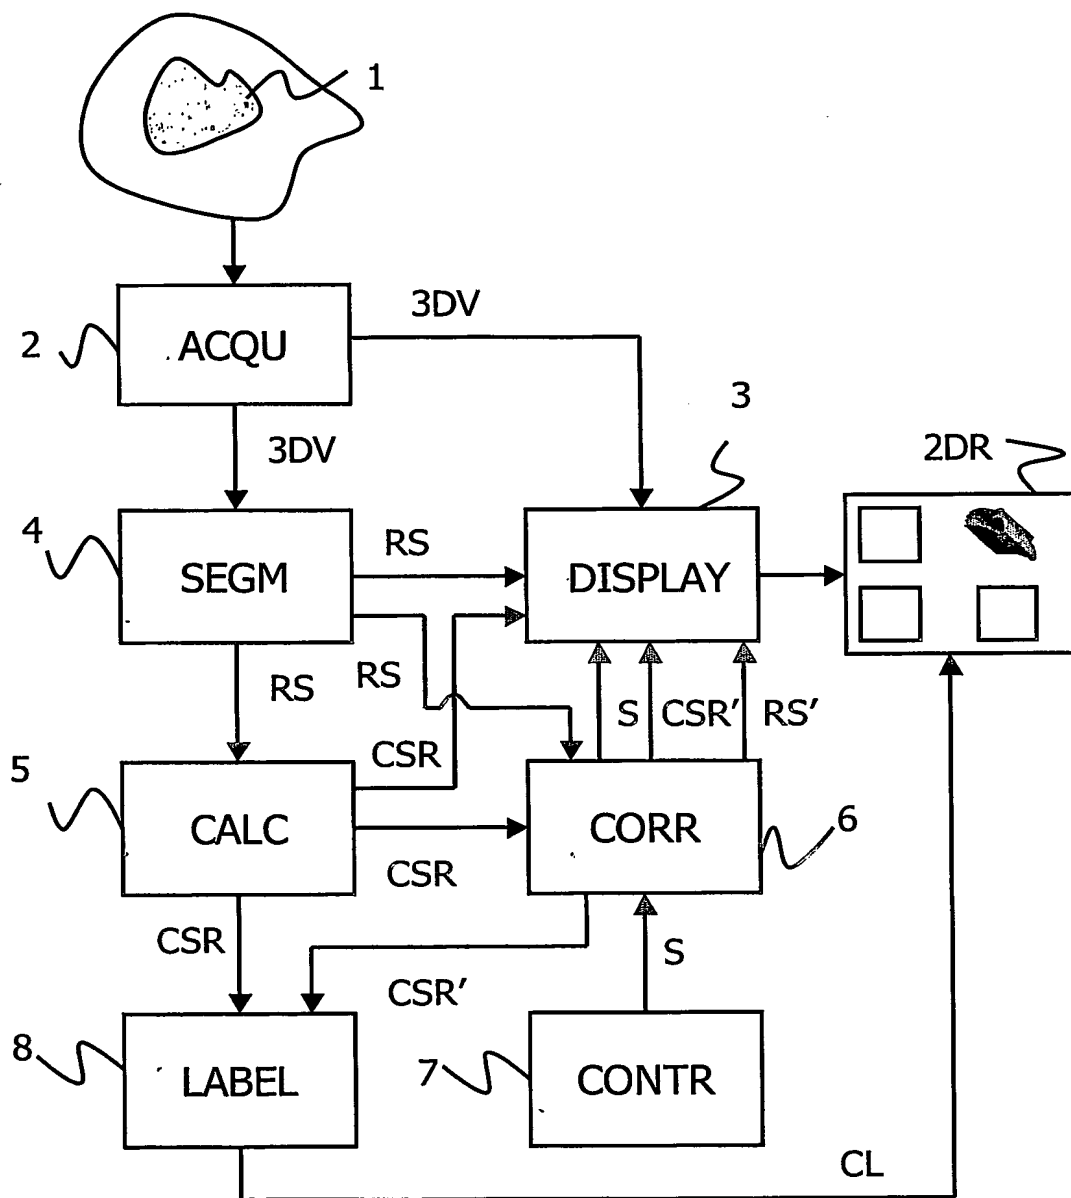 1
3DV
2
ACQU
3
3DV
2DR
4
RS
SEGM
DISPLAY
RS
RS
S
CSR’
RS’
CSR
5
CALC
CORR
6
CSR
CSR
S
CSR’
8
7
LABEL
CONTR
CL